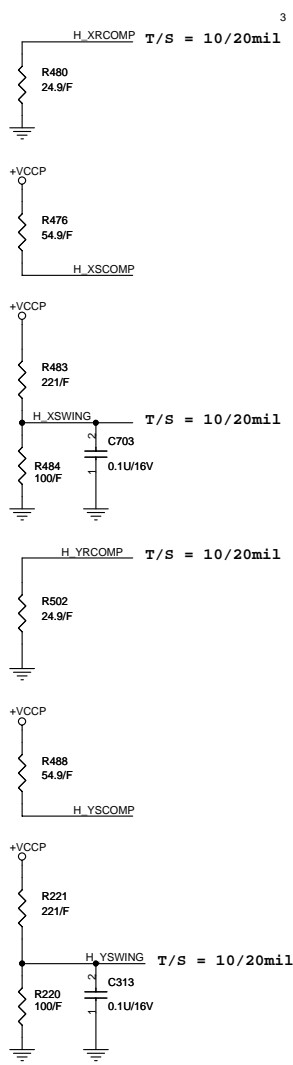 3
H_XRCOMP T/S = 10/20mil
R480
24.9/F
+VCCP
R476
54.9/F
H_XSCOMP
+VCCP
R483
221/F
H_XSWING T/S = 10/20mil
2
C703
R484
100/F
1
0.1U/16V
H_YRCOMP T/S = 10/20mil
R502
24.9/F
+VCCP
R488
54.9/F
H_YSCOMP
+VCCP
R221
221/F
H_YSWING T/S = 10/20mil
2
C313
R220
100/F
1
0.1U/16V